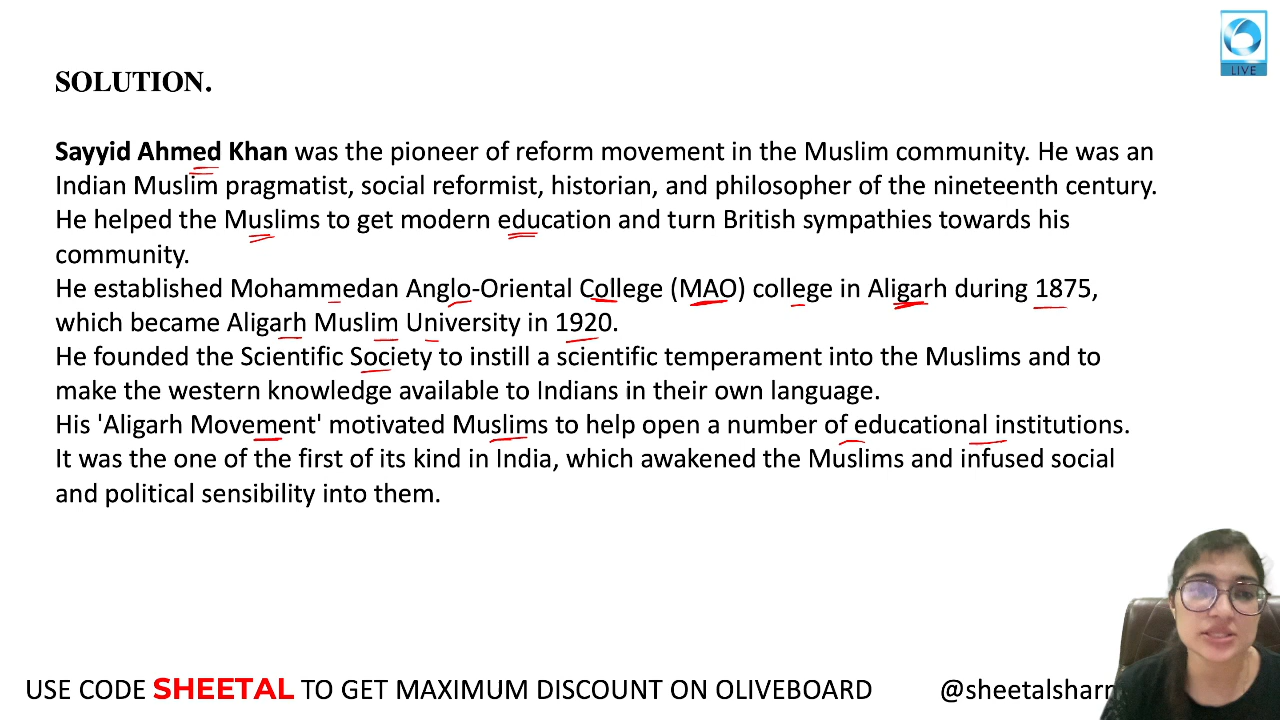 LIVE
SOLUTION.
Sayyid Ahmed Khan was the pioneer of reform movement in the Muslim community. He was an
Indian Muslim pragmatist, social reformist, historian, and philosopher of the nineteenth century.
He helped the Muslims to get modern education and turn British sympathies towards his
community.
He established Mohammedan Anglo-Oriental College (MAO) college in Aligarh during 1875,
which became Aligarh Muslim University in 1920.
He founded the Scientific Society to instill a scientific temperament into the Muslims and to
make the western knowledge available to Indians in their own language.
His 'Aligarh Movement' motivated Muslims to help open a number of educational institutions.
It was the one of the first of its kind in India, which awakened the Muslims and infused social
and political sensibility into them.
USE CODE SHEETAL TO GET MAXIMUM DISCOUNT ON OLIVEBOARD